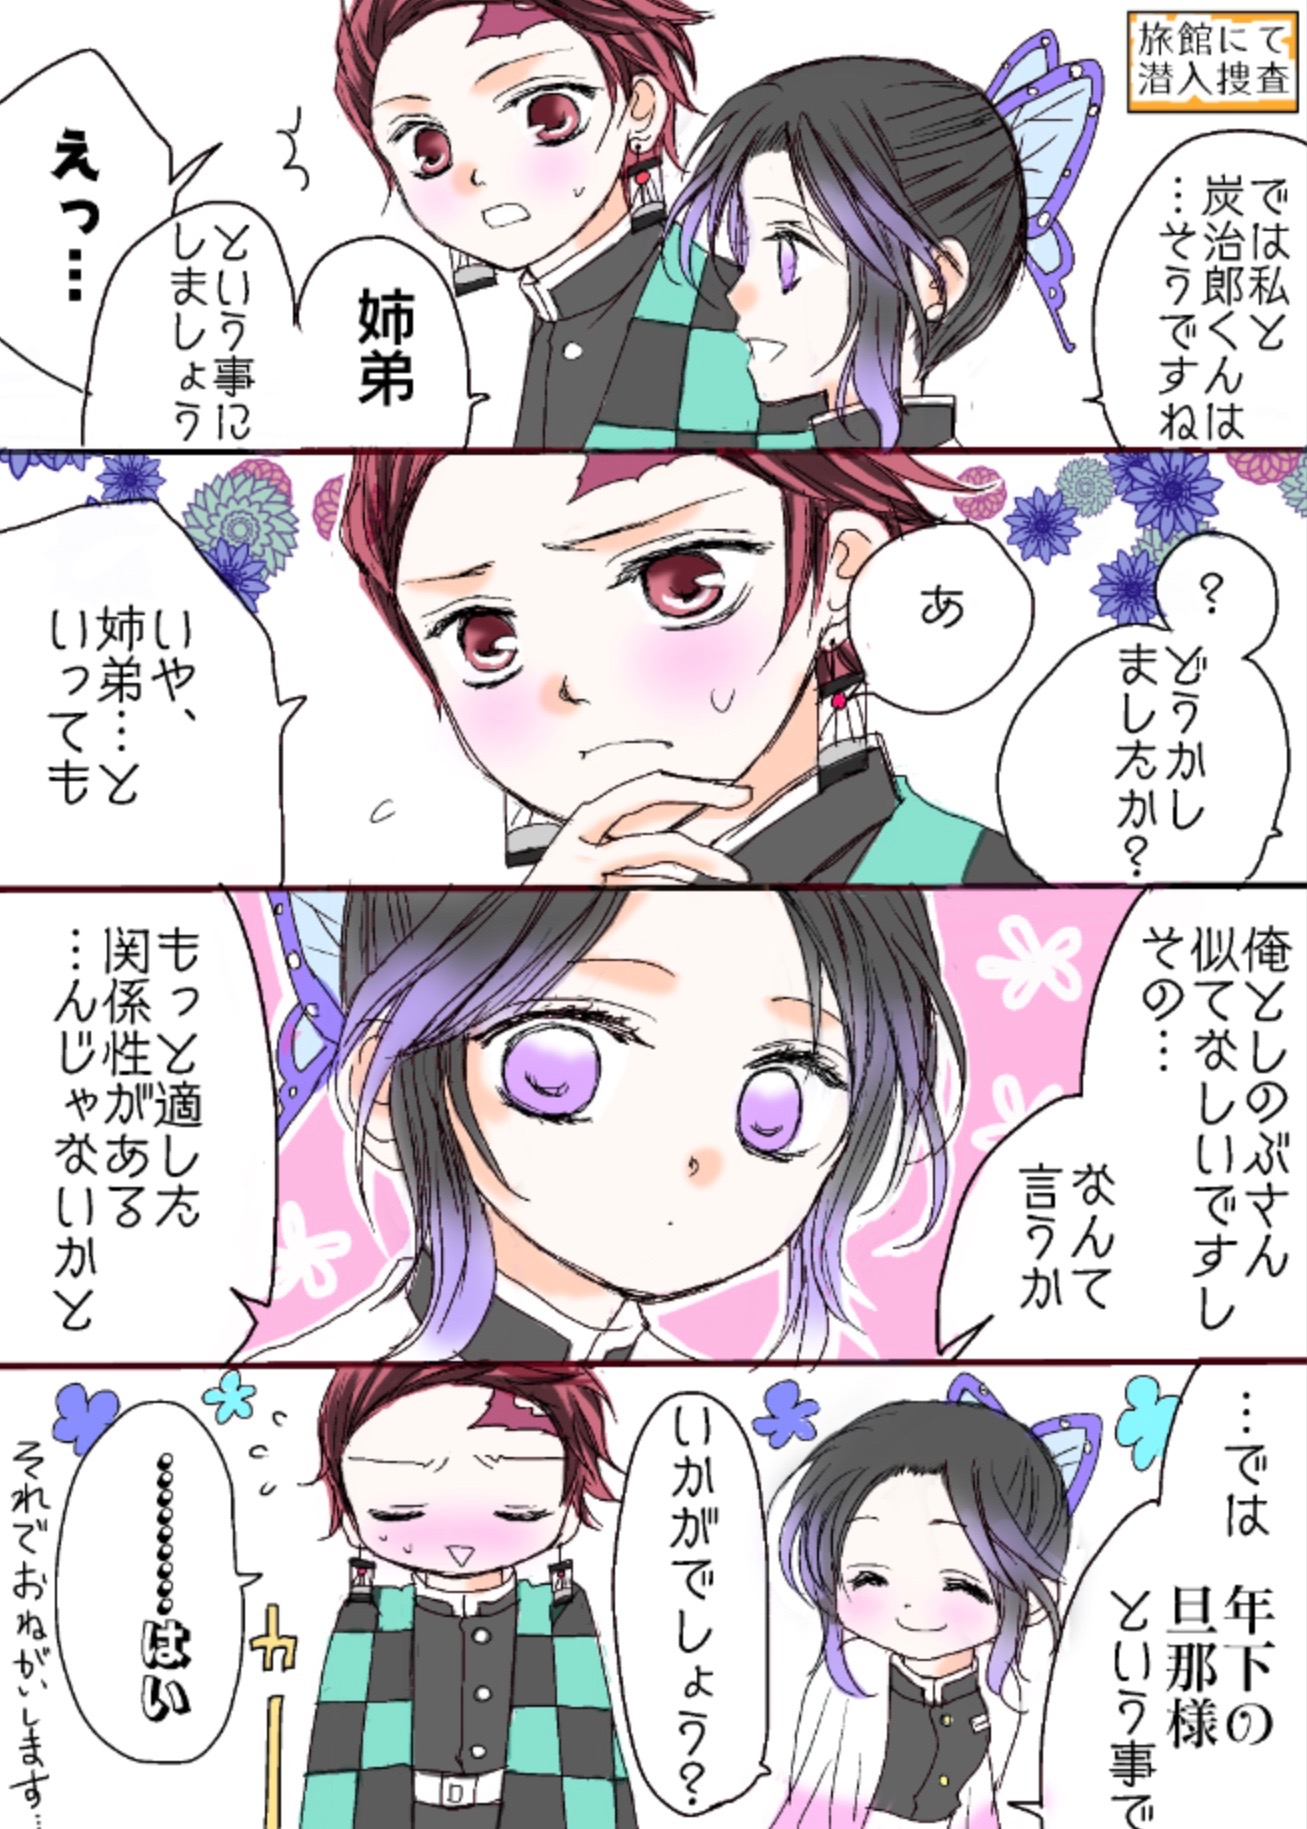 旅館にて
潜入捜査
では私と
炭治郎くんは
…そうですね
姉弟
という事に
しましょう
えっ…
?
どうかし
ましたか?
あ
いや、
姉弟…と
いっても
俺としのぶさん
似てなしいですし
その…
なんて
言うか
もっと適した
関係性がある
…んじゃないかと
…では
年下の
旦那様
という事で
いかがでしょう?
………はい
カー
それでおねがいします…